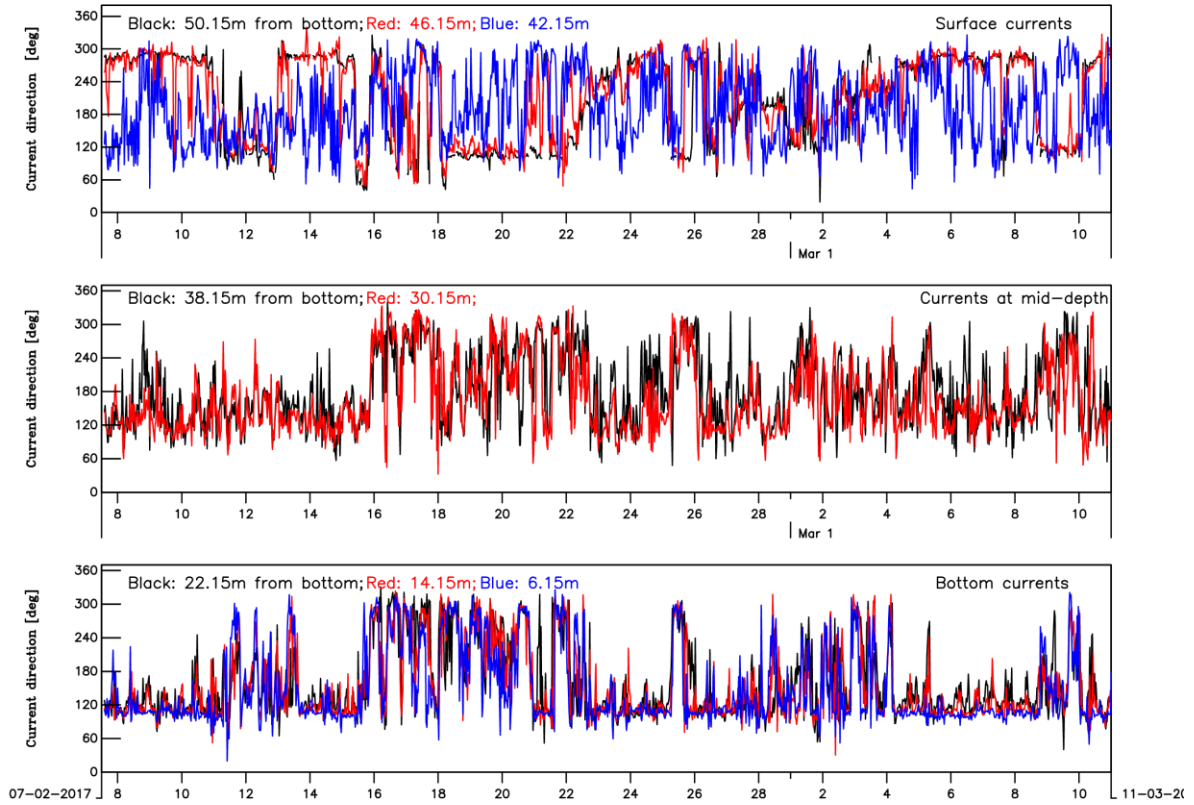 Black: 50.15m from bottom; Red: 46.15m; Blue: 42.15m Surface currents
Current direction [deg]
360
300
240
180
120
60
0
8 10 12 14 16 18 20 22 24 26 28 2 4 6 8 10
Mar 1
Black: 38.15m from bottom; Red: 30.15m; Currents at mid-depth
Current direction [deg]
360
300
240
180
120
60
0
8 10 12 14 16 18 20 22 24 26 28 2 4 6 8 10
Mar 1
Black: 22.15m from bottom; Red: 14.15m; Blue: 6.15m Bottom currents
Current direction [deg]
360
300
240
180
120
60
0
07-02-2017 8 10 12 14 16 18 20 22 24 26 28 2 4 6 8 10 11-03-20